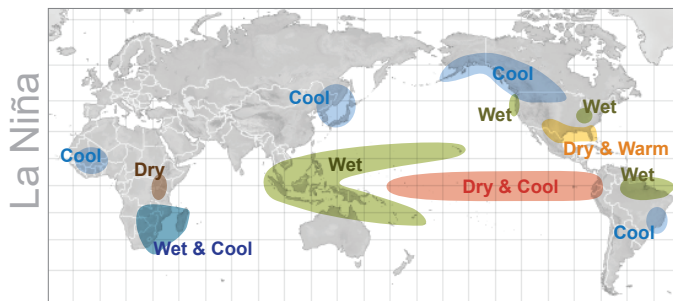 La Niña
Cool
Cool
Wet
Wet
Cool
Dry & Warm
Dry
Wet
Dry & Cool
Wet
Wet & Cool
Cool